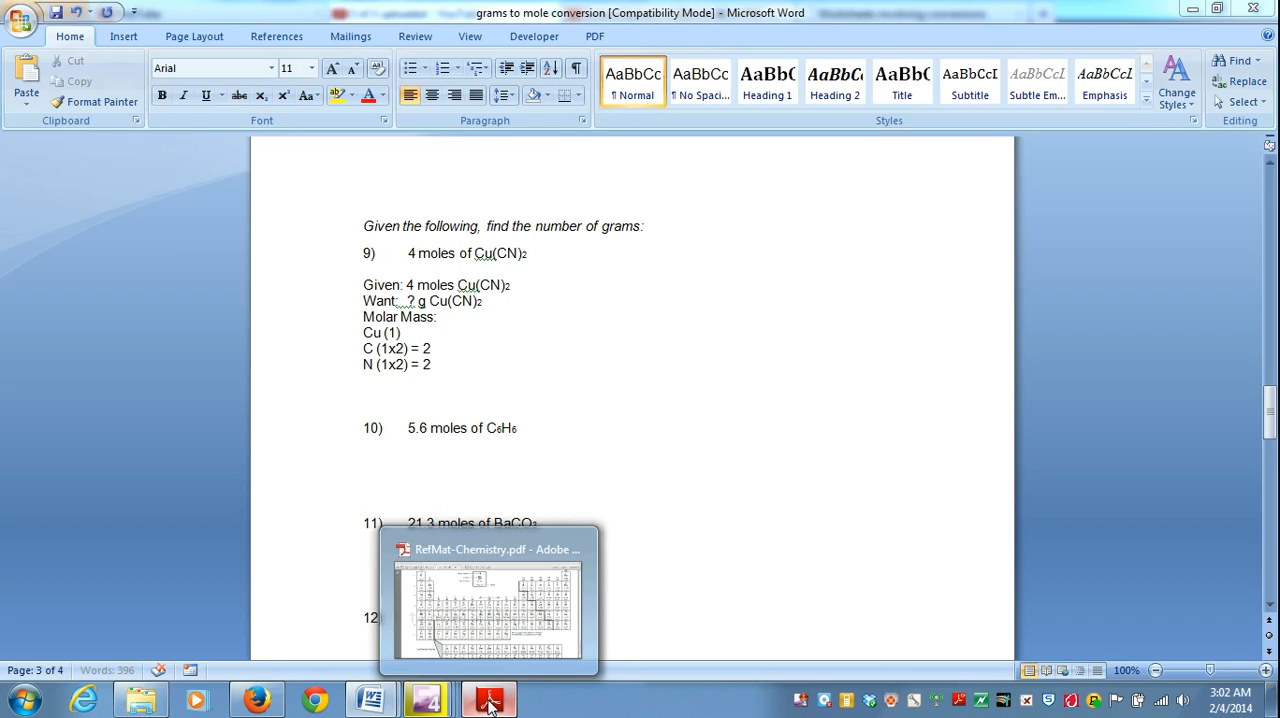 grams to mole conversion [Compatibility Mode] - Microsoft Word
Home Insert Page Layout References Mailings Review View Developer PDF
Paste
Cut
Copy
Format Painter
Clipboard
Arial 11
Font
Paragraph
AaBbCc AaBbCc AaBbC AaBbCc AaBbC AaBbCcI AaBbCcI AaBbCcI
¶ Normal ¶ No Spaci... Heading 1 Heading 2 Title Subtitle Subtle Em... Emphasis
Styles
Change Styles
Find
Replace
Select
Editing
Given the following, find the number of grams:
9) 4 moles of Cu(CN)₂
Given: 4 moles Cu(CN)₂
Want: ? g Cu(CN)₂
Molar Mass:
Cu (1)
C (1x2) = 2
N (1x2) = 2
10) 5.6 moles of C₆H₆
11) 21.3 moles of BaCO₃
12)
RefMat-Chemistry.pdf - Adobe ...
Page: 3 of 4 Words: 396
100%
3:02 AM
2/4/2014